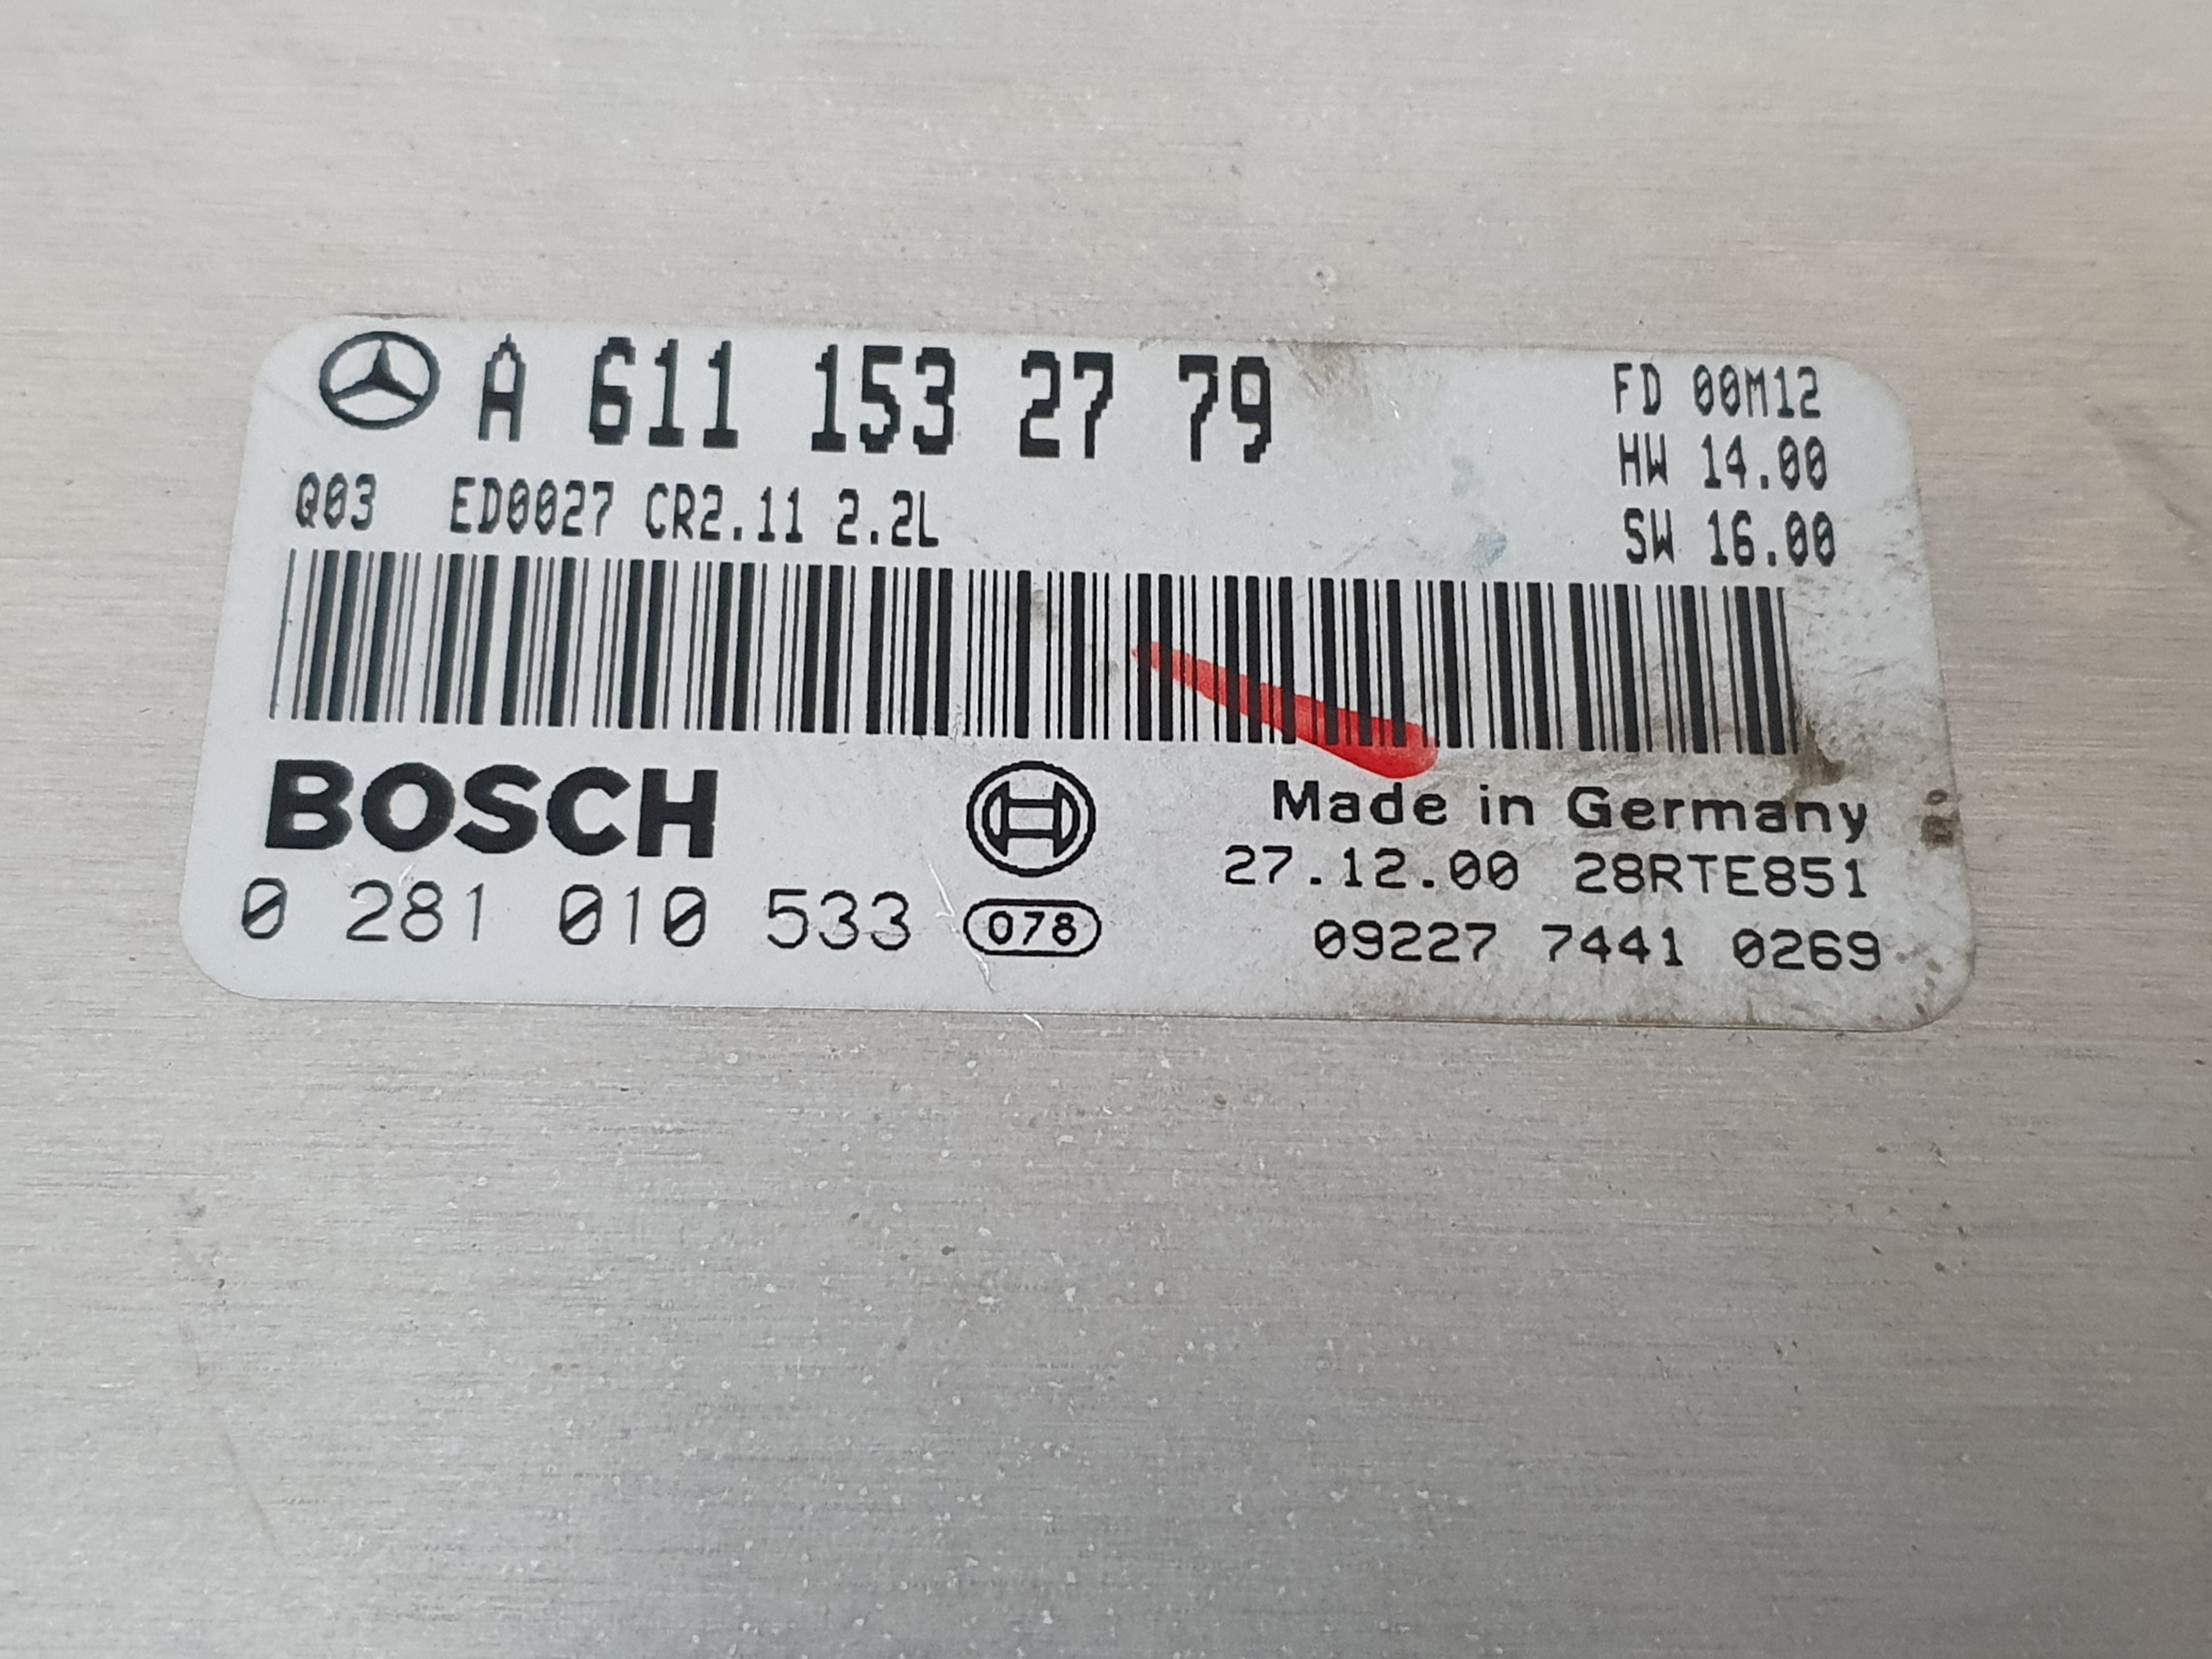 A 611 153 27 79
FD 00M12
HW 14.00
Q03 ED0027 CR2.11 2.2L
SW 16.00
BOSCH
Made in Germany
27.12.00 28RTE851
0 281 010 533
078
09227 7441 0269